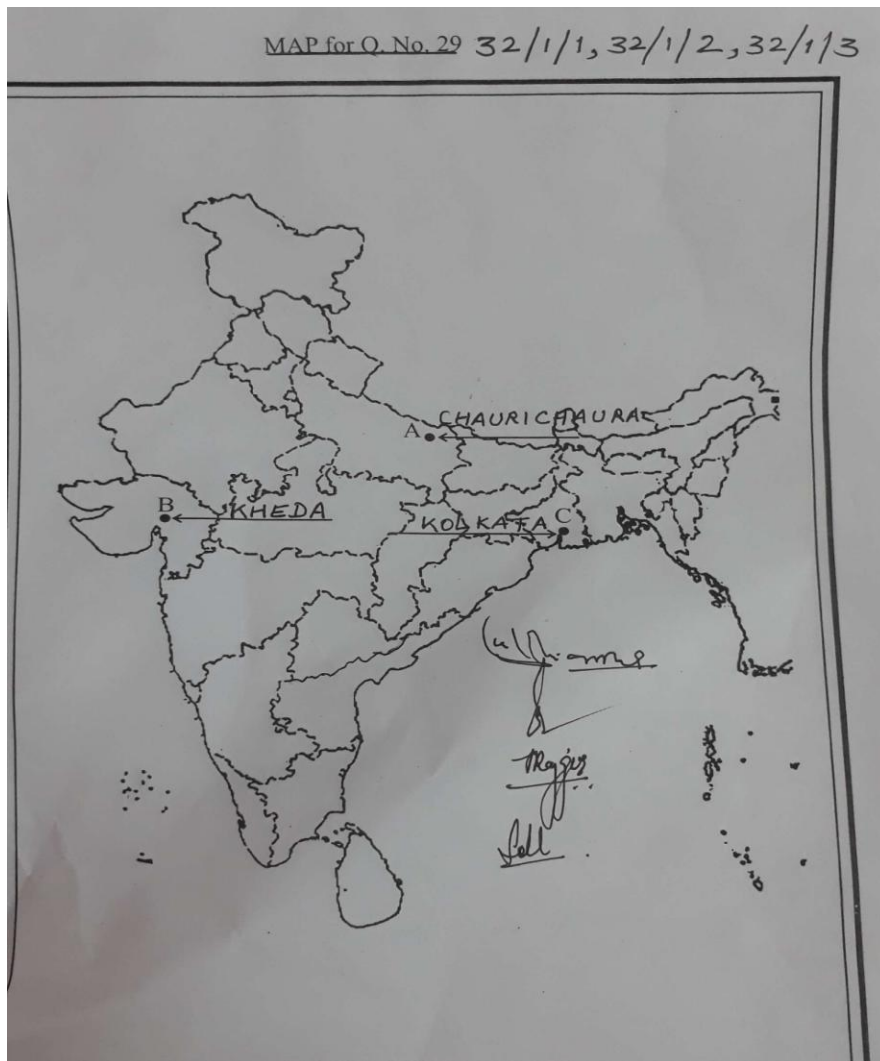 MAP for Q. No. 29 32/1/1, 32/1/2, 32/1/3
CHAURICHAURA
A
B
KHEDA
KOLKATA C